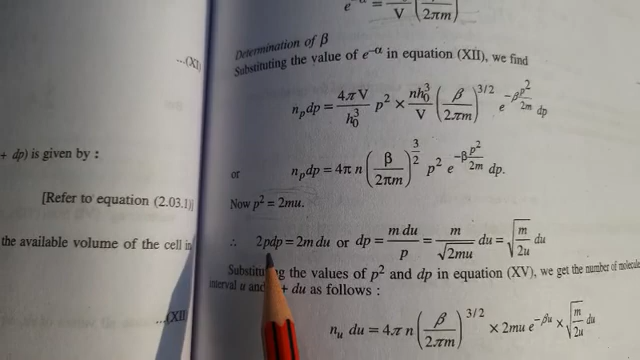 ...(XI)
+ dp) is given by :
[Refer to equation (2.03.1)]
the available volume of the cell in
...(XII
e^{-α} = / V ( / 2πm)
Determination of β
Substituting the value of e^{-α} in equation (XII), we find
n_p dp = 4πV/h_0^3 p^2 × nh_0^3/V (β/2πm)^{3/2} e^{-β p^2/2m} dp
or n_p dp = 4π n (β/2πm)^{3/2} p^2 e^{-β p^2/2m} dp.
Now p^2 = 2mu.
∴ 2pdp = 2m du or dp = m du/p = m/√2mu du = √(m/2u) du
Substituting the values of p^2 and dp in equation (XV), we get the number of molecules
interval u and + du as follows :
n_u du = 4π n (β/2πm)^{3/2} × 2mu e^{-βu} × √(m/2u) du